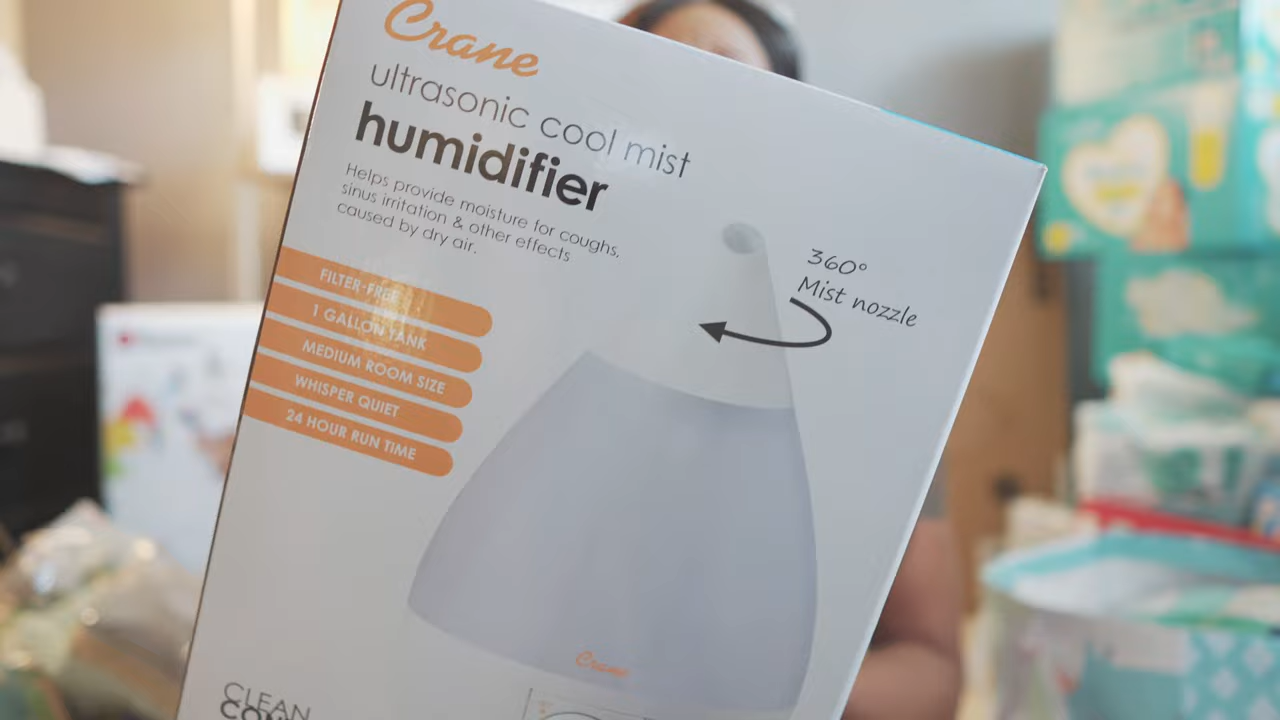 Crane
ultrasonic cool mist
humidifier
Helps provide moisture for coughs,
sinus irritation & other effects
caused by dry air.
FILTER-FREE
1 GALLON TANK
MEDIUM ROOM SIZE
WHISPER QUIET
24 HOUR RUN TIME
360°
Mist nozzle
Crane
CLEAN